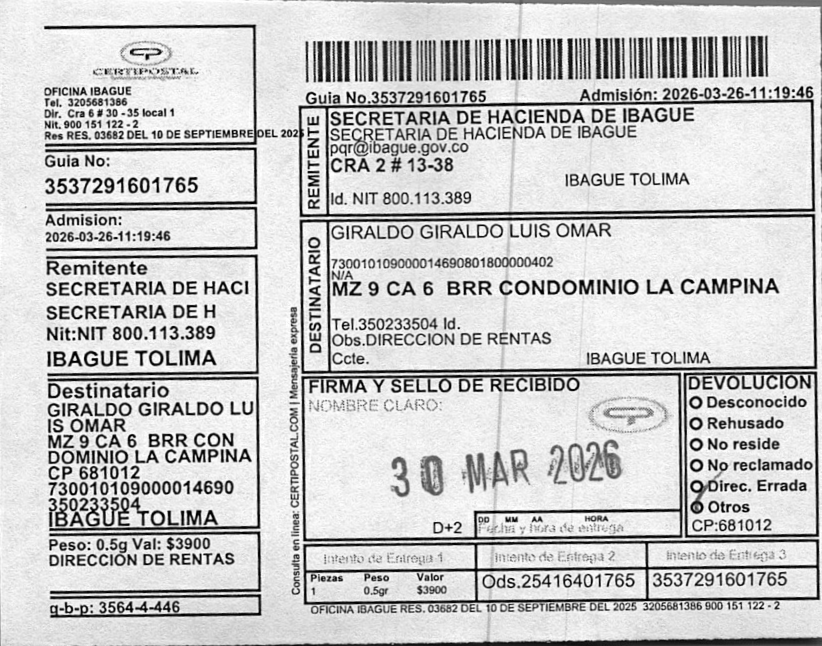 CERTIPOSTAL
OFICINA IBAGUE
Tel. 3205681386
Dir. Cra 6 # 30 - 35 local 1
Nit. 900 151 122 - 2
Res RES. 03682 DEL 10 DE SEPTIEMBRE DEL 2025
Guia No:
3537291601765
Admision:
2026-03-26-11:19:46
Remitente
SECRETARIA DE HACI
SECRETARIA DE H
Nit:NIT 800.113.389
IBAGUE TOLIMA
Destinatario
GIRALDO GIRALDO LU
IS OMAR
MZ 9 CA 6 BRR CON
DOMINIO LA CAMPINA
CP 681012
730010109000014690
350233504
IBAGUE TOLIMA
Peso: 0.5g Val: $3900
DIRECCIÓN DE RENTAS
g-b-p: 3564-4-446
Consulta en linea: CERTIPOSTAL.COM | Mensajería expresa
Guia No.3537291601765
Admisión: 2026-03-26-11:19:46
REMITENTE
SECRETARIA DE HACIENDA DE IBAGUE
SECRETARIA DE HACIENDA DE IBAGUE
pqr@ibague.gov.co
CRA 2 # 13-38
IBAGUE TOLIMA
Id. NIT 800.113.389
DESTINATARIO
GIRALDO GIRALDO LUIS OMAR
730010109000014690801800000402
N/A
MZ 9 CA 6 BRR CONDOMINIO LA CAMPINA
Tel.350233504 Id.
Obs.DIRECCION DE RENTAS
Ccte.
IBAGUE TOLIMA
FIRMA Y SELLO DE RECIBIDO
NOMBRE CLARO:
30 MAR 2026
D+2
DD MM AA HORA
Fecha y hora de entrega
DEVOLUCION
Desconocido
Rehusado
No reside
No reclamado
Direc. Errada
Otros
CP:681012
Intento de Entrega 1
Intento de Entrega 2
Intento de Entrega 3
Piezas Peso Valor
1 0.5gr $3900
Ods.25416401765
3537291601765
OFICINA IBAGUE RES. 03682 DEL 10 DE SEPTIEMBRE DEL 2025 3205681386 900 151 122 - 2